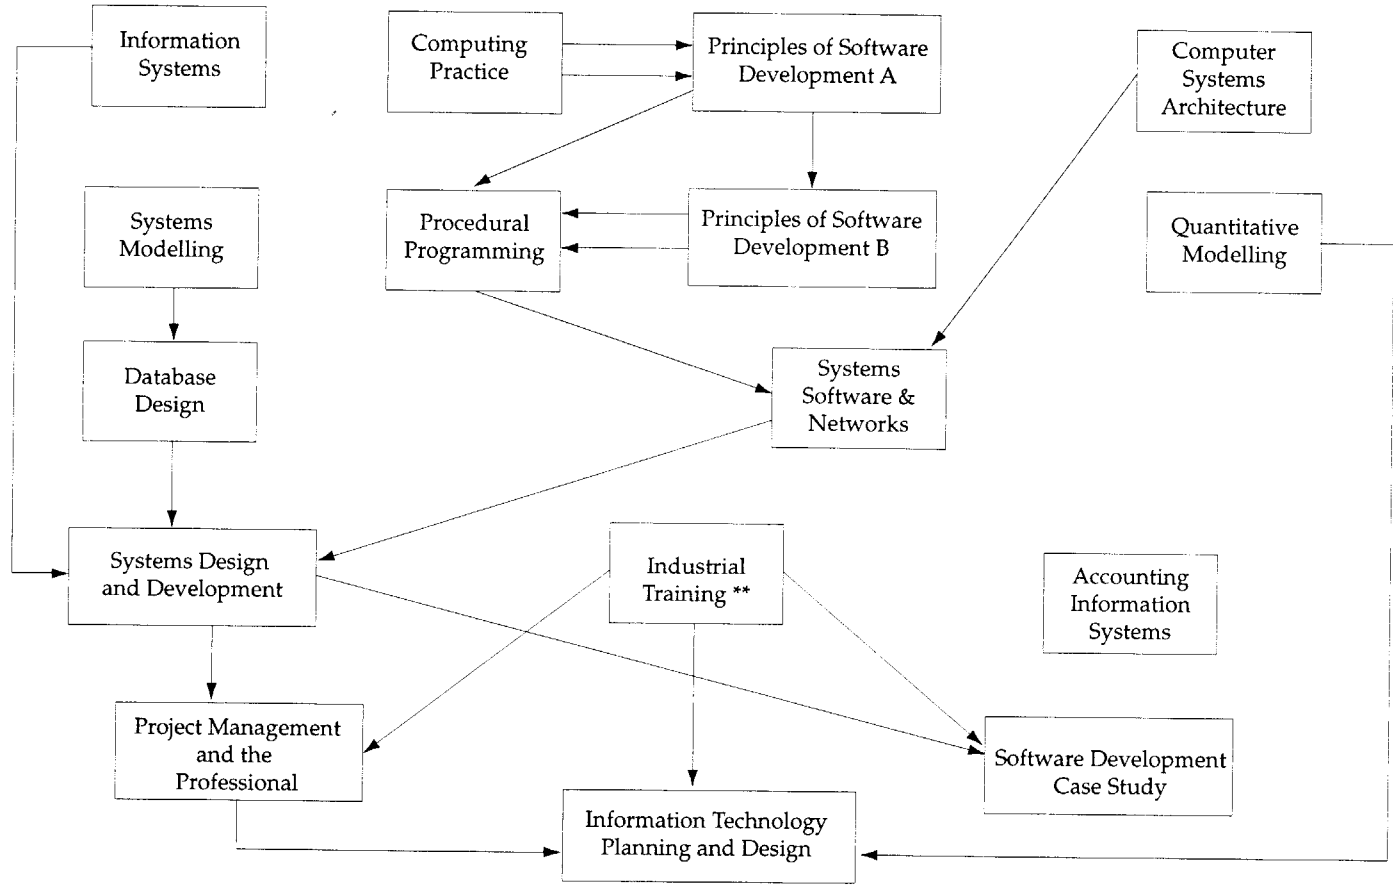 Information
Systems
Computing
Practice
Principles of Software
Development A
Computer
Systems
Architecture
Systems
Modelling
Procedural
Programming
Principles of Software
Development B
Quantitative
Modelling
Database
Design
Systems
Software &
Networks
Systems Design
and Development
Industrial
Training **
Accounting
Information
Systems
Project Management
and the
Professional
Software Development
Case Study
Information Technology
Planning and Design